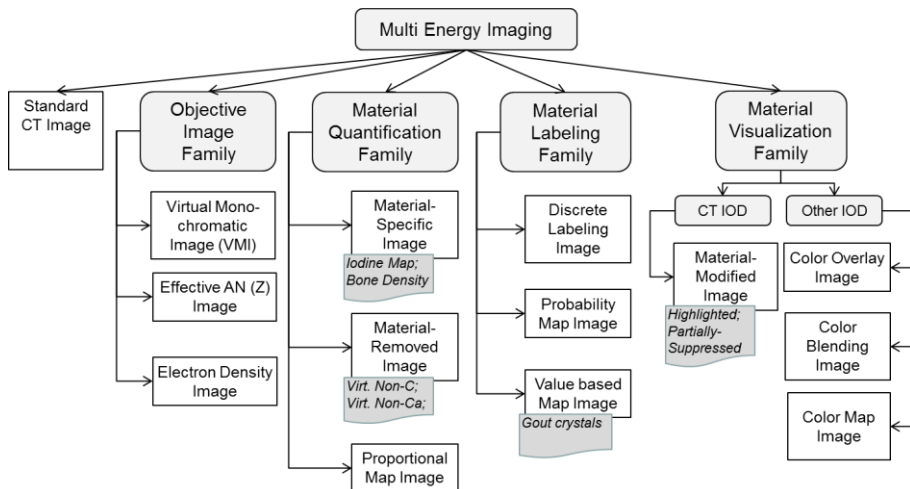 Multi Energy Imaging
Standard
CT Image
Objective
Image
Family
Virtual Mono-
chromatic
Image (VMI)
Effective AN (Z)
Image
Electron Density
Image
Material
Quantification
Family
Material-
Specific
Image
Iodine Map;
Bone Density
Material-
Removed
Image
Virt. Non-C;
Virt. Non-Ca;
Proportional
Map Image
Material
Labeling
Family
Discrete
Labeling
Image
Probability
Map Image
Value based
Map Image
Gout crystals
Material
Visualization
Family
CT IOD
Other IOD
Material-
Modified
Image
Highlighted;
Partially-
Suppressed
Color Overlay
Image
Color
Blending
Image
Color Map
Image